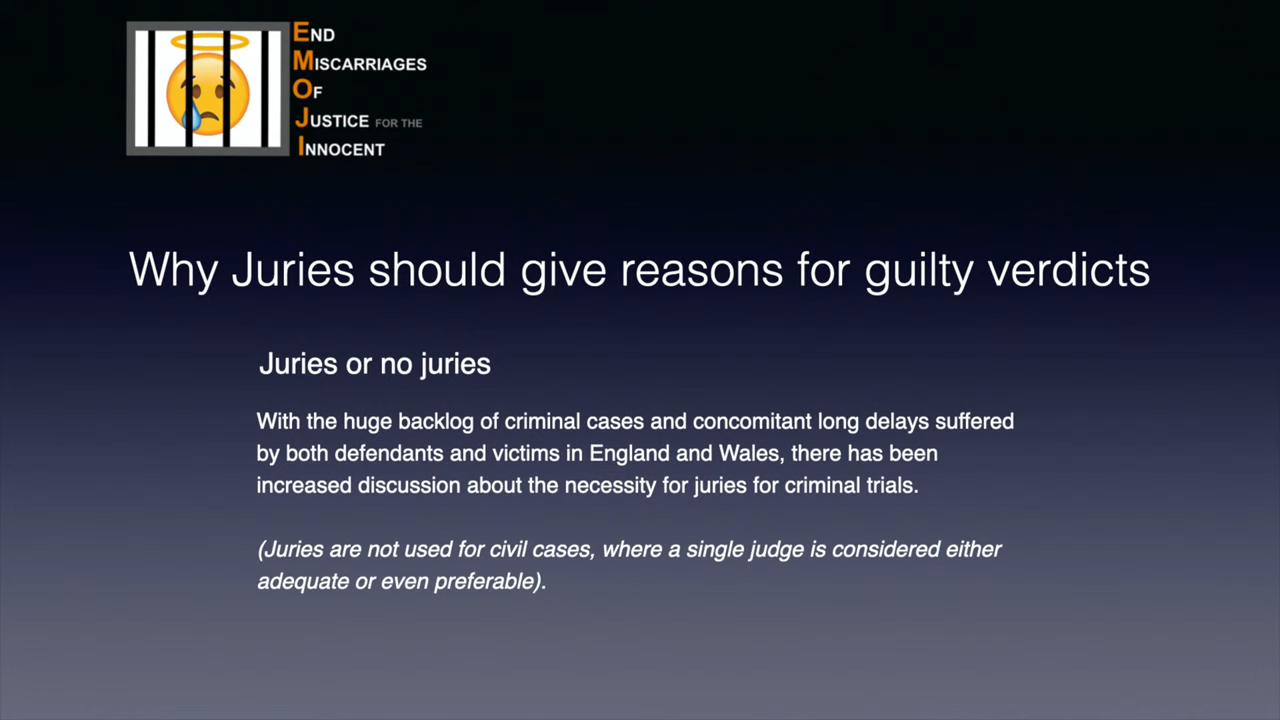 END
MISCARRIAGES
OF
JUSTICE FOR THE
INNOCENT
Why Juries should give reasons for guilty verdicts
Juries or no juries
With the huge backlog of criminal cases and concomitant long delays suffered
by both defendants and victims in England and Wales, there has been
increased discussion about the necessity for juries for criminal trials.
(Juries are not used for civil cases, where a single judge is considered either
adequate or even preferable).